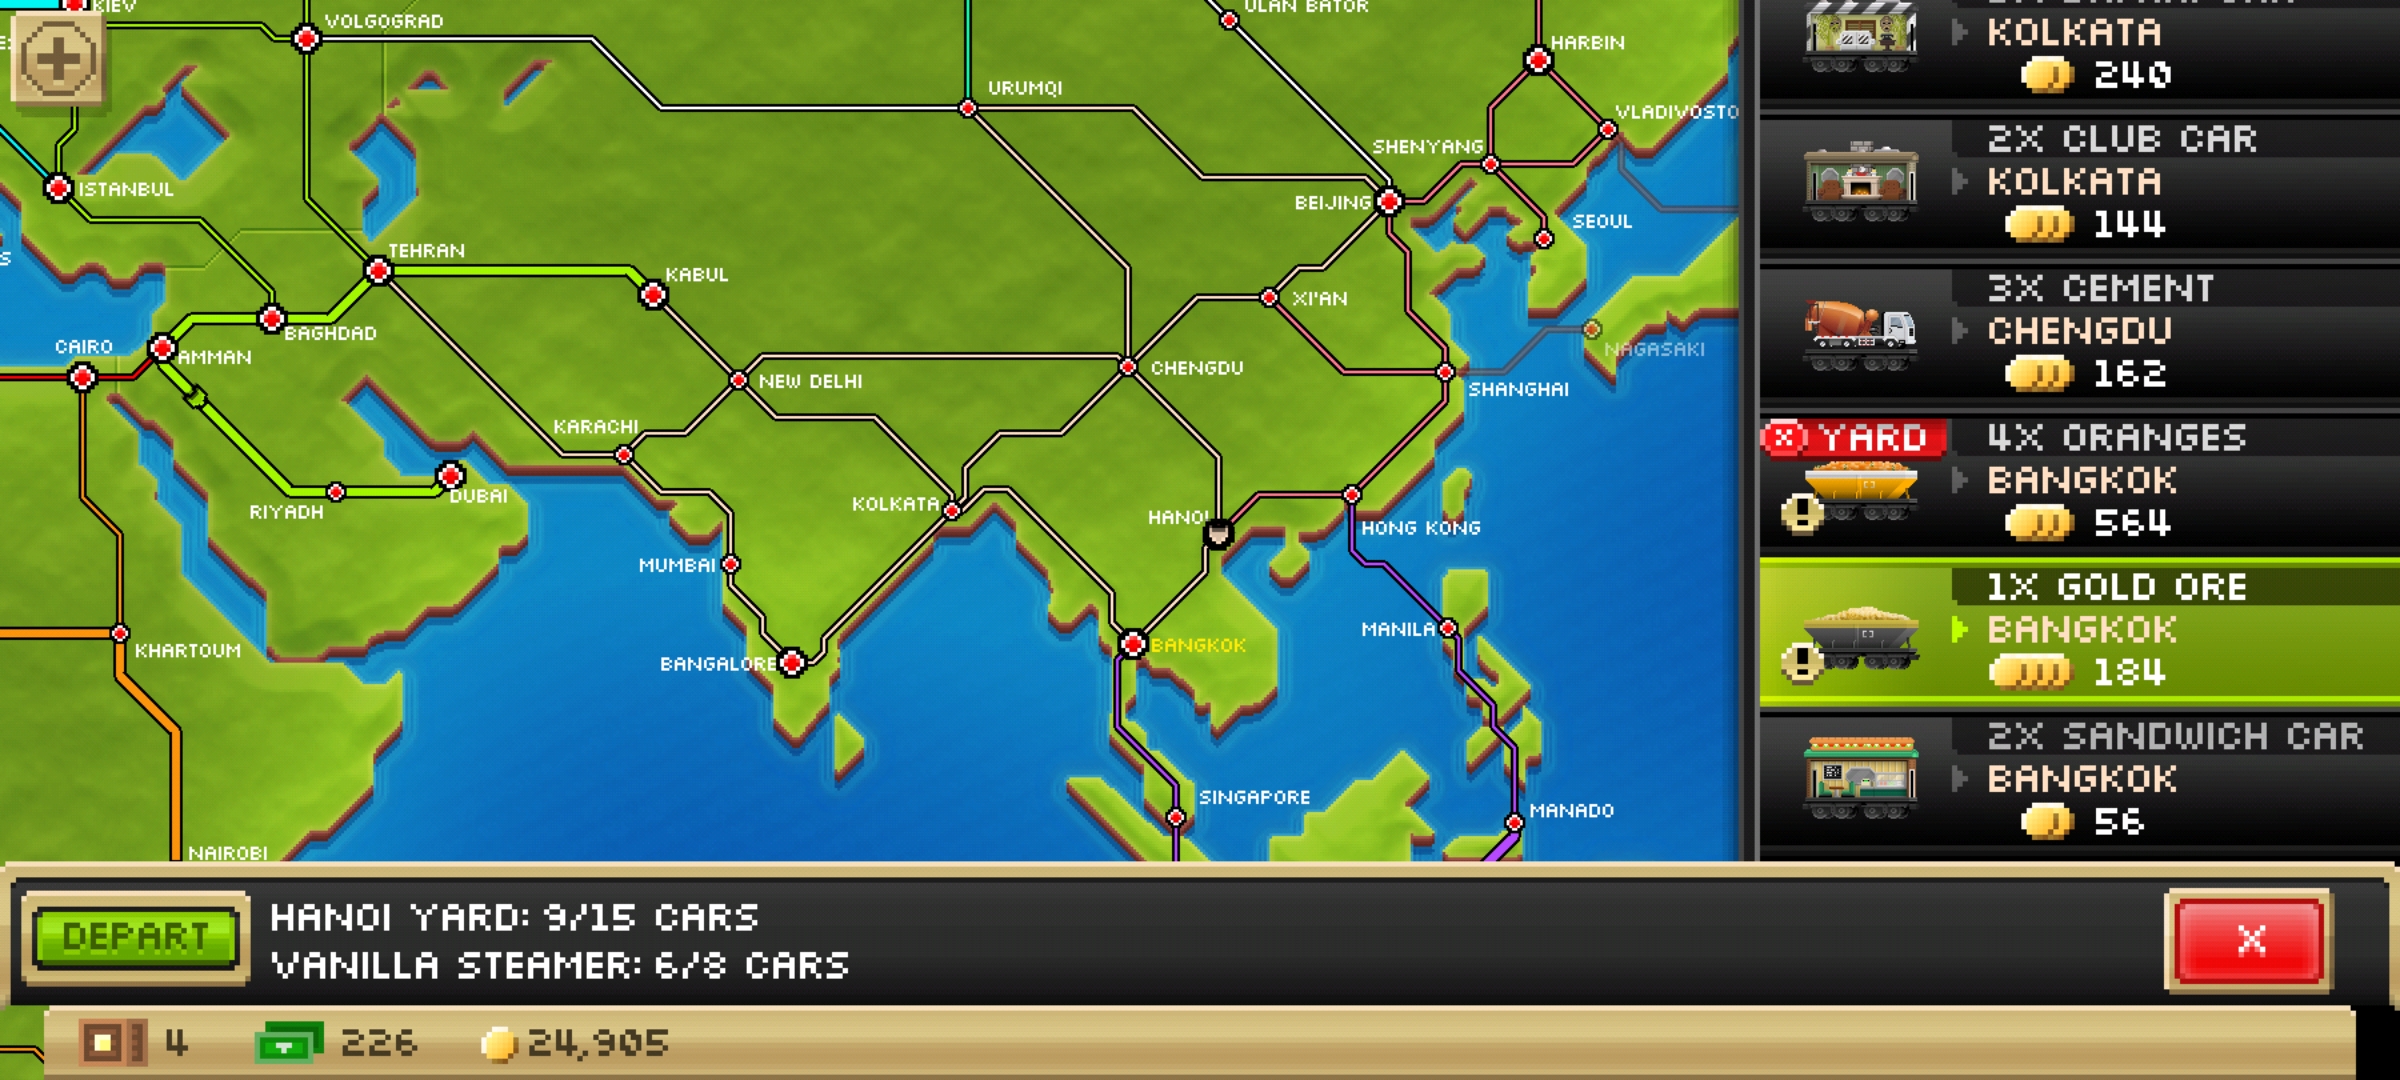 KIEV
VOLGOGRAD
ULAN BATOR
HARBIN
URUMQI
VLADIVOSTO
SHENYANG
ISTANBUL
BEIJING
SEOUL
TEHRAN
KABUL
XI'AN
BAGHDAD
CAIRO
AMMAN
NAGASAKI
NEW DELHI
CHENGDU
SHANGHAI
KARACHI
DUBAI
RIYADH
KOLKATA
HANOI
HONG KONG
MUMBAI
MANILA
KHARTOUM
BANGALORE
BANGKOK
SINGAPORE
MANADO
NAIROBI
KOLKATA
240
2X CLUB CAR
KOLKATA
144
3X CEMENT
CHENGDU
162
YARD
4X ORANGES
BANGKOK
564
1X GOLD ORE
BANGKOK
184
2X SANDWICH CAR
BANGKOK
56
DEPART
HANOI YARD: 9/15 CARS
VANILLA STEAMER: 6/8 CARS
X
4
226
24,905